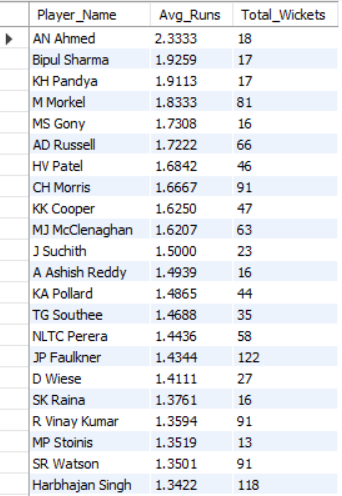 Player_Name Avg_Runs Total_Wickets
AN Ahmed 2.3333 18
Bipul Sharma 1.9259 17
KH Pandya 1.9113 17
M Morkel 1.8333 81
MS Gony 1.7308 16
AD Russell 1.7222 66
HV Patel 1.6842 46
CH Morris 1.6667 91
KK Cooper 1.6250 47
MJ McClenaghan 1.6207 63
J Suchith 1.5000 23
A Ashish Reddy 1.4939 16
KA Pollard 1.4865 44
TG Southee 1.4688 35
NLTC Perera 1.4436 58
JP Faulkner 1.4344 122
D Wiese 1.4111 27
SK Raina 1.3761 16
R Vinay Kumar 1.3594 91
MP Stoinis 1.3519 13
SR Watson 1.3501 91
Harbhajan Singh 1.3422 118